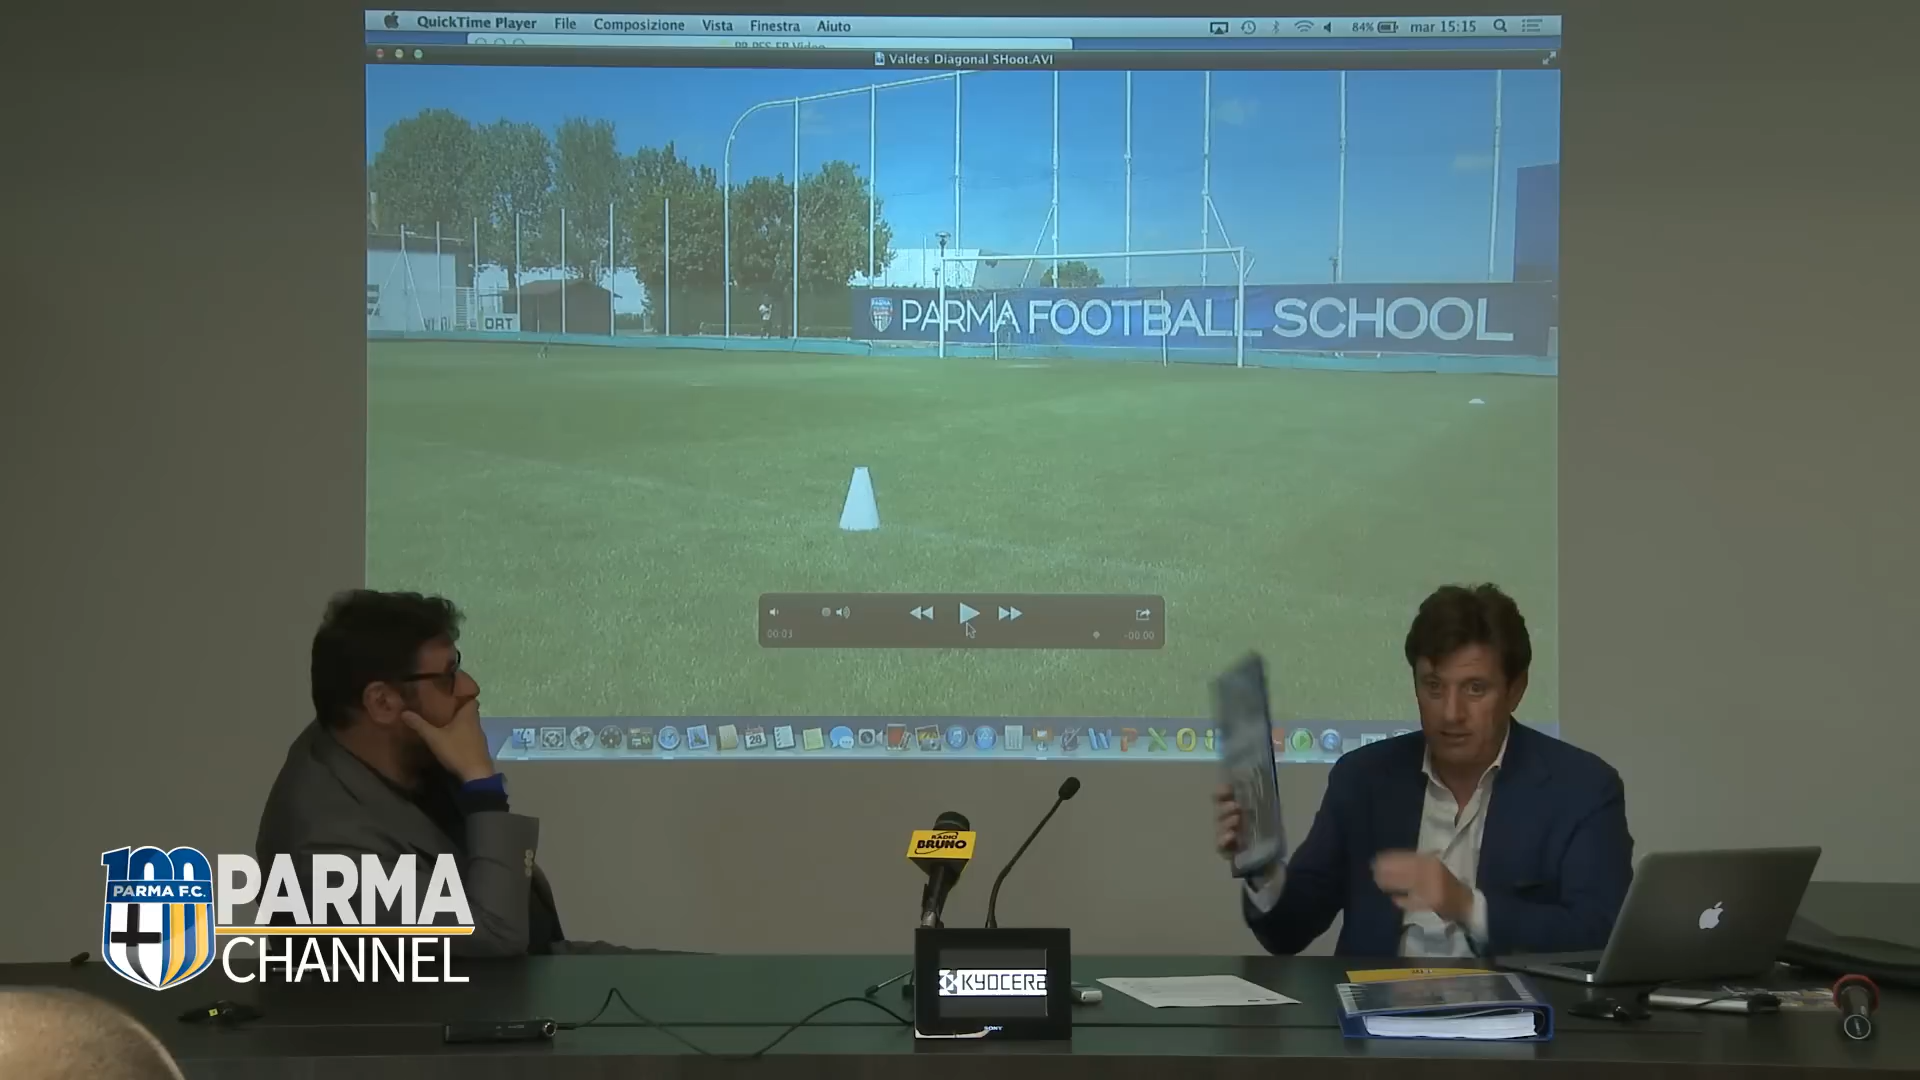 QuickTime Player File Composizione Vista Finestra Aiuto
84% mar 15:15
Valdes Diagonal SHoot.AVI
PARMA FOOTBALL SCHOOL
ORT
00:03
-00:00
28
RADIO
BRUNO
100
PARMA F.C.
PARMA
CHANNEL
KYOCERA
SONY